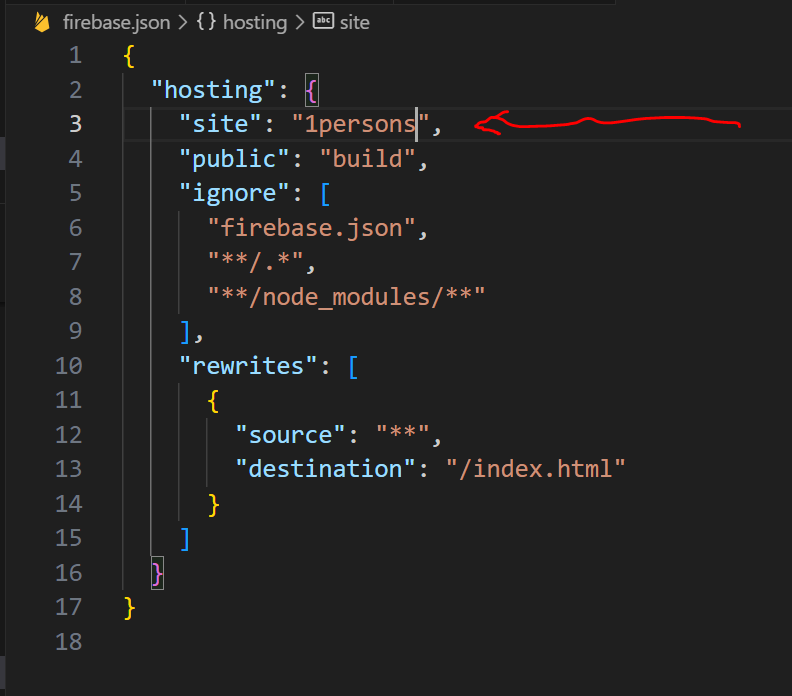 firebase.json > {} hosting > abc site
1 {
2 "hosting": {
3 "site": "1persons",
4 "public": "build",
5 "ignore": [
6 "firebase.json",
7 "**/.*",
8 "**/node_modules/**"
9 ],
10 "rewrites": [
11 {
12 "source": "**",
13 "destination": "/index.html"
14 }
15 ]
16 }
17 }
18